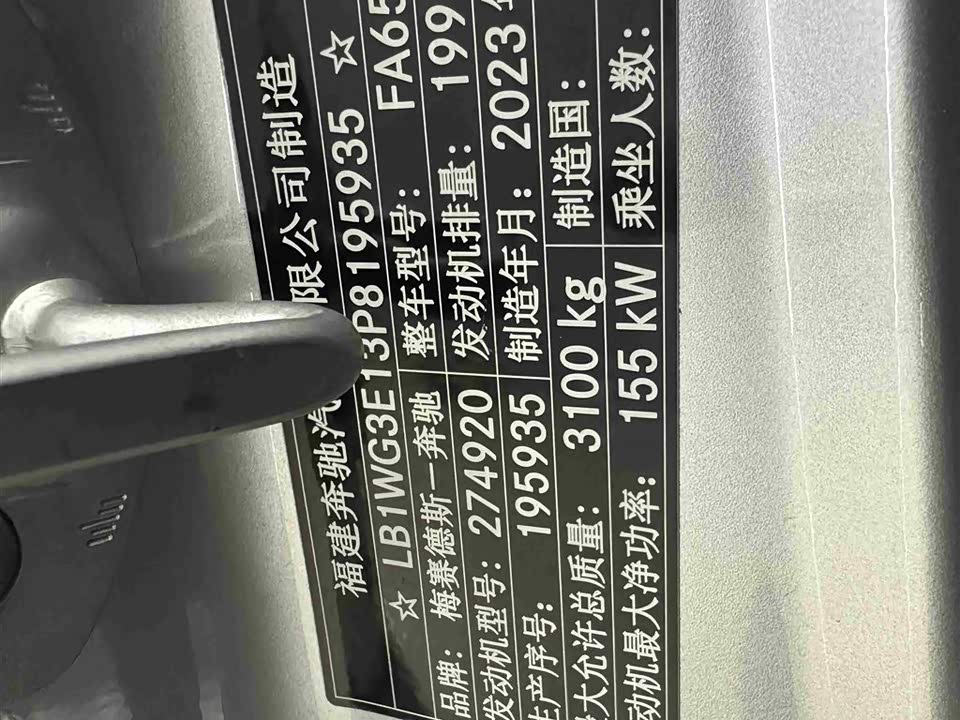 福建奔驰汽 限公司制造
☆ LB1WG3E13P8195935 ☆
品牌: 梅赛德斯—奔驰 整车型号: FA65
发动机型号: 274920 发动机排量: 199
生产序号: 195935 制造年月: 2023
大允许总质量: 3100 kg 制造国:
动机最大净功率: 155 kW 乘坐人数: